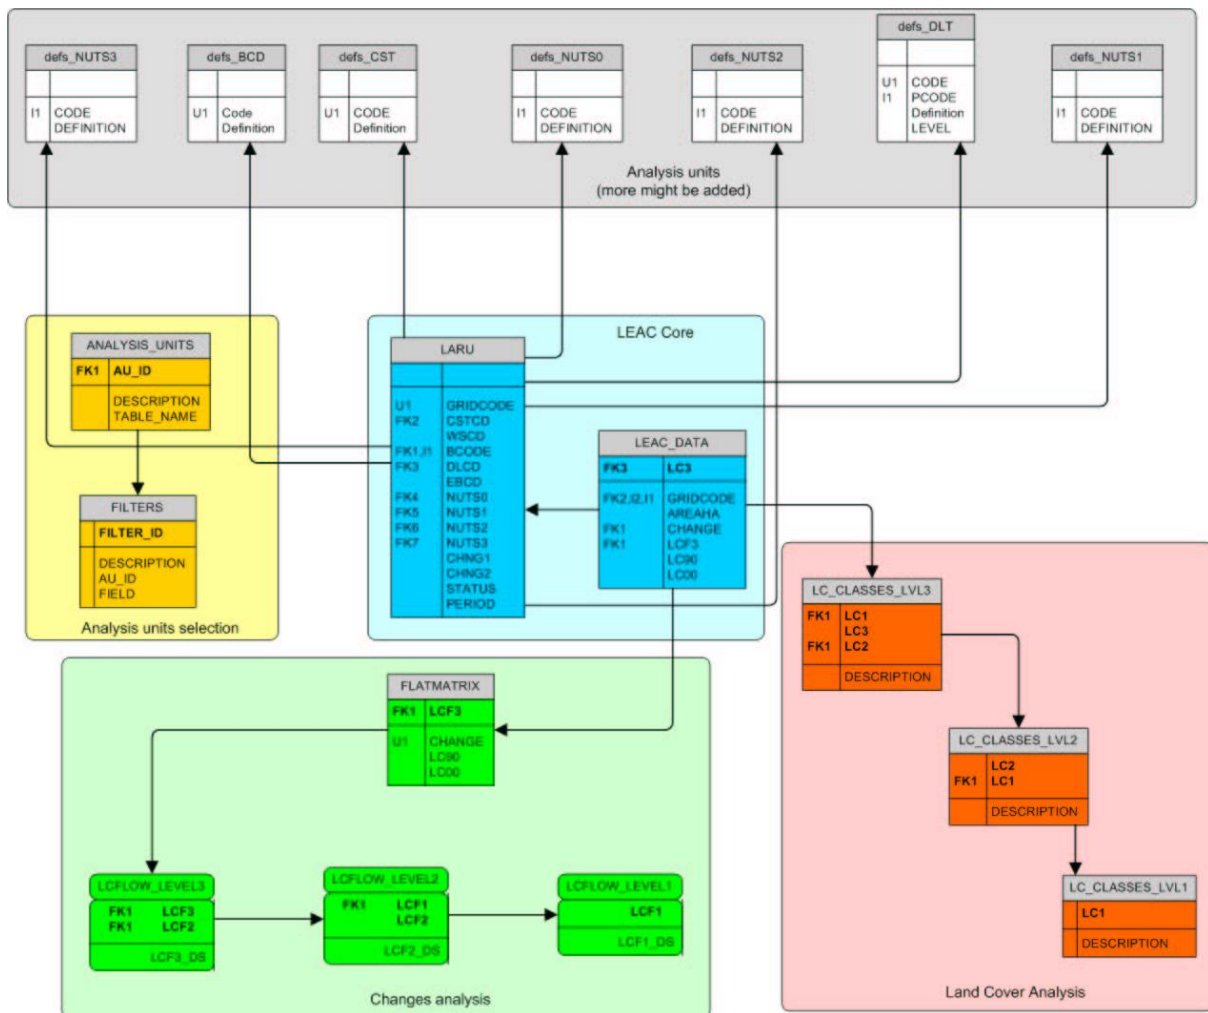 defs_NUTS3
I1 CODE
DEFINITION
defs_BCD
U1 Code
Definition
defs_CST
U1 CODE
Definition
defs_NUTS0
I1 CODE
DEFINITION
defs_NUTS2
I1 CODE
DEFINITION
defs_DLT
U1 CODE
I1 PCODE
Definition
LEVEL
defs_NUTS1
I1 CODE
DEFINITION
Analysis units
(more might be added)
ANALYSIS_UNITS
FK1 AU_ID
DESCRIPTION
TABLE_NAME
FILTERS
FILTER_ID
DESCRIPTION
AU_ID
FIELD
Analysis units selection
LEAC Core
LARU
U1 GRIDCODE
FK2 CSTCD
WSCD
FK1,I1 BCODE
FK3 DLCD
EBCD
FK4 NUTS0
FK5 NUTS1
FK6 NUTS2
FK7 NUTS3
CHNG1
CHNG2
STATUS
PERIOD
LEAC_DATA
FK3 LC3
FK2,I2,I1 GRIDCODE
AREAHA
FK1 CHANGE
FK1 LCF3
LC90
LC00
FLATMATRIX
FK1 LCF3
U1 CHANGE
LC90
LC00
LCFLOW_LEVEL3
FK1 LCF3
FK1 LCF2
LCF3_DS
LCFLOW_LEVEL2
FK1 LCF1
LCF2
LCF2_DS
LCFLOW_LEVEL1
LCF1
LCF1_DS
Changes analysis
LC_CLASSES_LVL3
FK1 LC1
LC3
FK1 LC2
DESCRIPTION
LC_CLASSES_LVL2
LC2
FK1 LC1
DESCRIPTION
LC_CLASSES_LVL1
LC1
DESCRIPTION
Land Cover Analysis